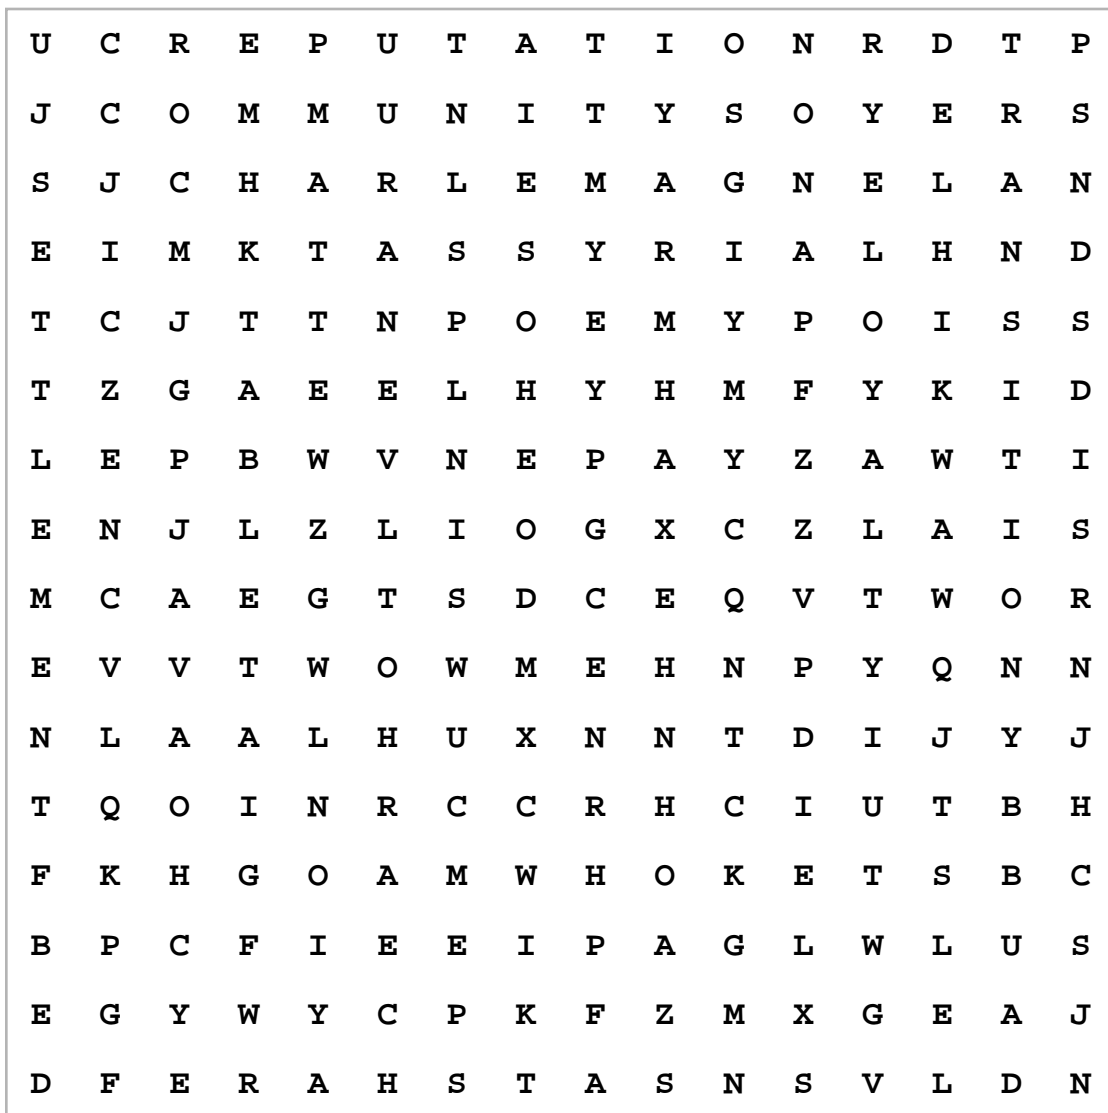 U C R E P U T A T I O N R D T P
J C O M M U N I T Y S O Y E R S
S J C H A R L E M A G N E L A N
E I M K T A S S Y R I A L H N D
T C J T T N P O E M Y P O I S S
T Z G A E E L H Y H M F Y K I D
L E P B W V N E P A Y Z A W T I
E N J L Z L I O G X C Z L A I S
M C A E G T S D C E Q V T W O R
E V V T W O W M E H N P Y Q N N
N L A A L H U X N N T D I J Y J
T Q O I N R C C R H C I U T B H
F K H G O A M W H O K E T S B C
B P C F I E E I P A G L W L U S
E G Y W Y C P K F Z M X G E A J
D F E R A H S T A S N S V L D N